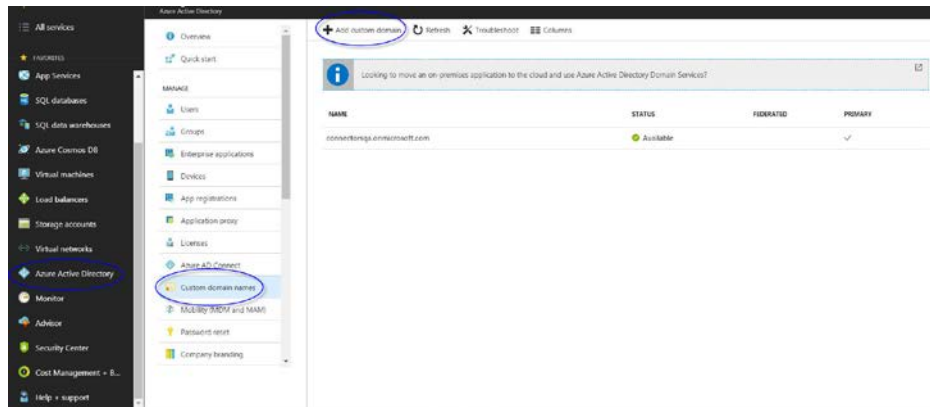 Azure Active Directory
All services
FAVORITES
App Services
SQL databases
SQL data warehouses
Azure Cosmos DB
Virtual machines
Load balancers
Storage accounts
Virtual networks
Azure Active Directory
Monitor
Advisor
Security Center
Cost Management + B...
Help + support
Overview
Quick start
MANAGE
Users
Groups
Enterprise applications
Devices
App registrations
Application proxy
Licenses
Azure AD Connect
Custom domain names
Mobility (MDM and MAM)
Password reset
Company branding
Add custom domain Refresh Troubleshoot Columns
Looking to move an on-premises application to the cloud and use Azure Active Directory Domain Services?
NAME STATUS FEDERATED PRIMARY
connectorsqa.onmicrosoft.com Available